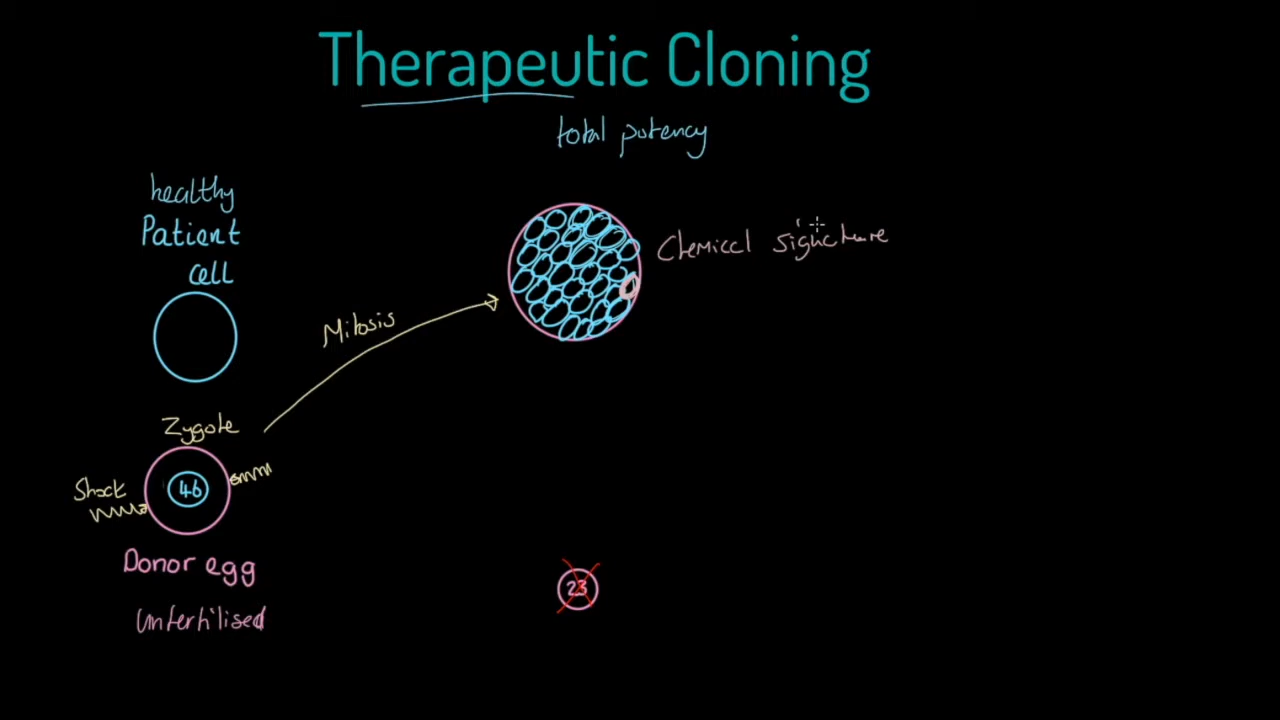 Therapeutic Cloning
total potency
healthy
Patient
cell
Chemical signature
Mitosis
Zygote
46
Shock
Donor egg
Unfertilised
23